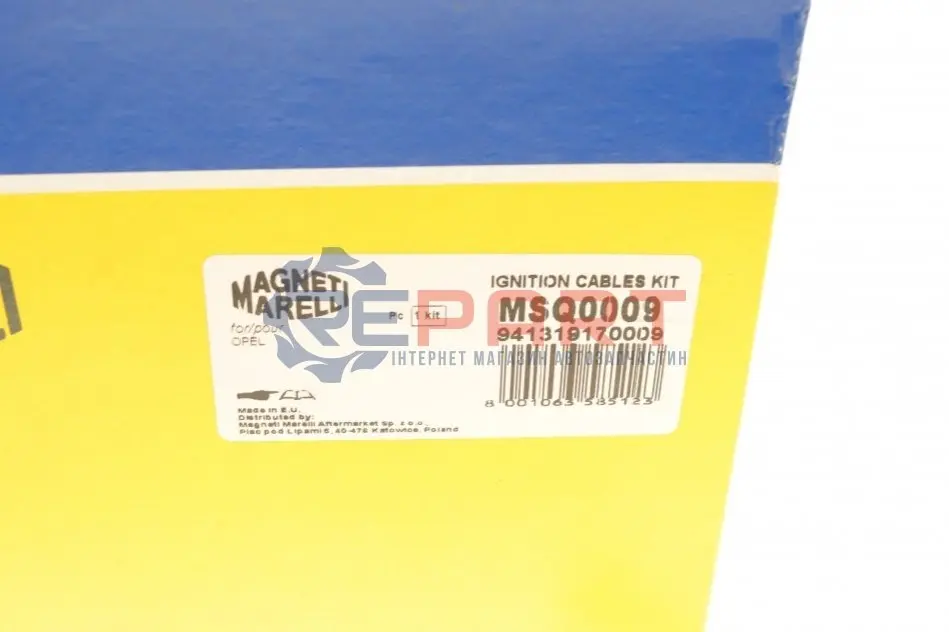 MAGNETI
MARELLI
for/pour
OPEL
Pc 1 kit
IGNITION CABLES KIT
MSQ0009
941319170009
8 001063 585123
Made in E.U.
Distributed by:
Magneti Marelli Aftermarket Sp. z o.o.,
Plac pod Lipami 5, 40-476 Katowice, Poland
REPART
ІНТЕРНЕТ МАГАЗИН АВТОЗАПЧАСТИН